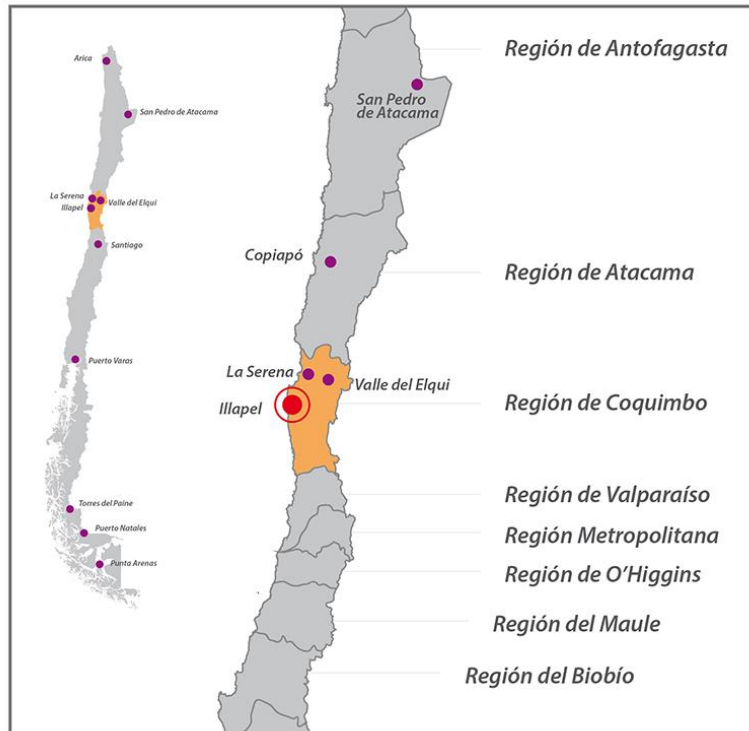 Arica
San Pedro de Atacama
La Serena
Valle del Elqui
Illapel
Santiago
Puerto Varas
Torres del Paine
Puerto Natales
Punta Arenas
Región de Antofagasta
San Pedro
de Atacama
Copiapó
Región de Atacama
La Serena
Valle del Elqui
Illapel
Región de Coquimbo
Región de Valparaíso
Región Metropolitana
Región de O'Higgins
Región del Maule
Región del Biobío